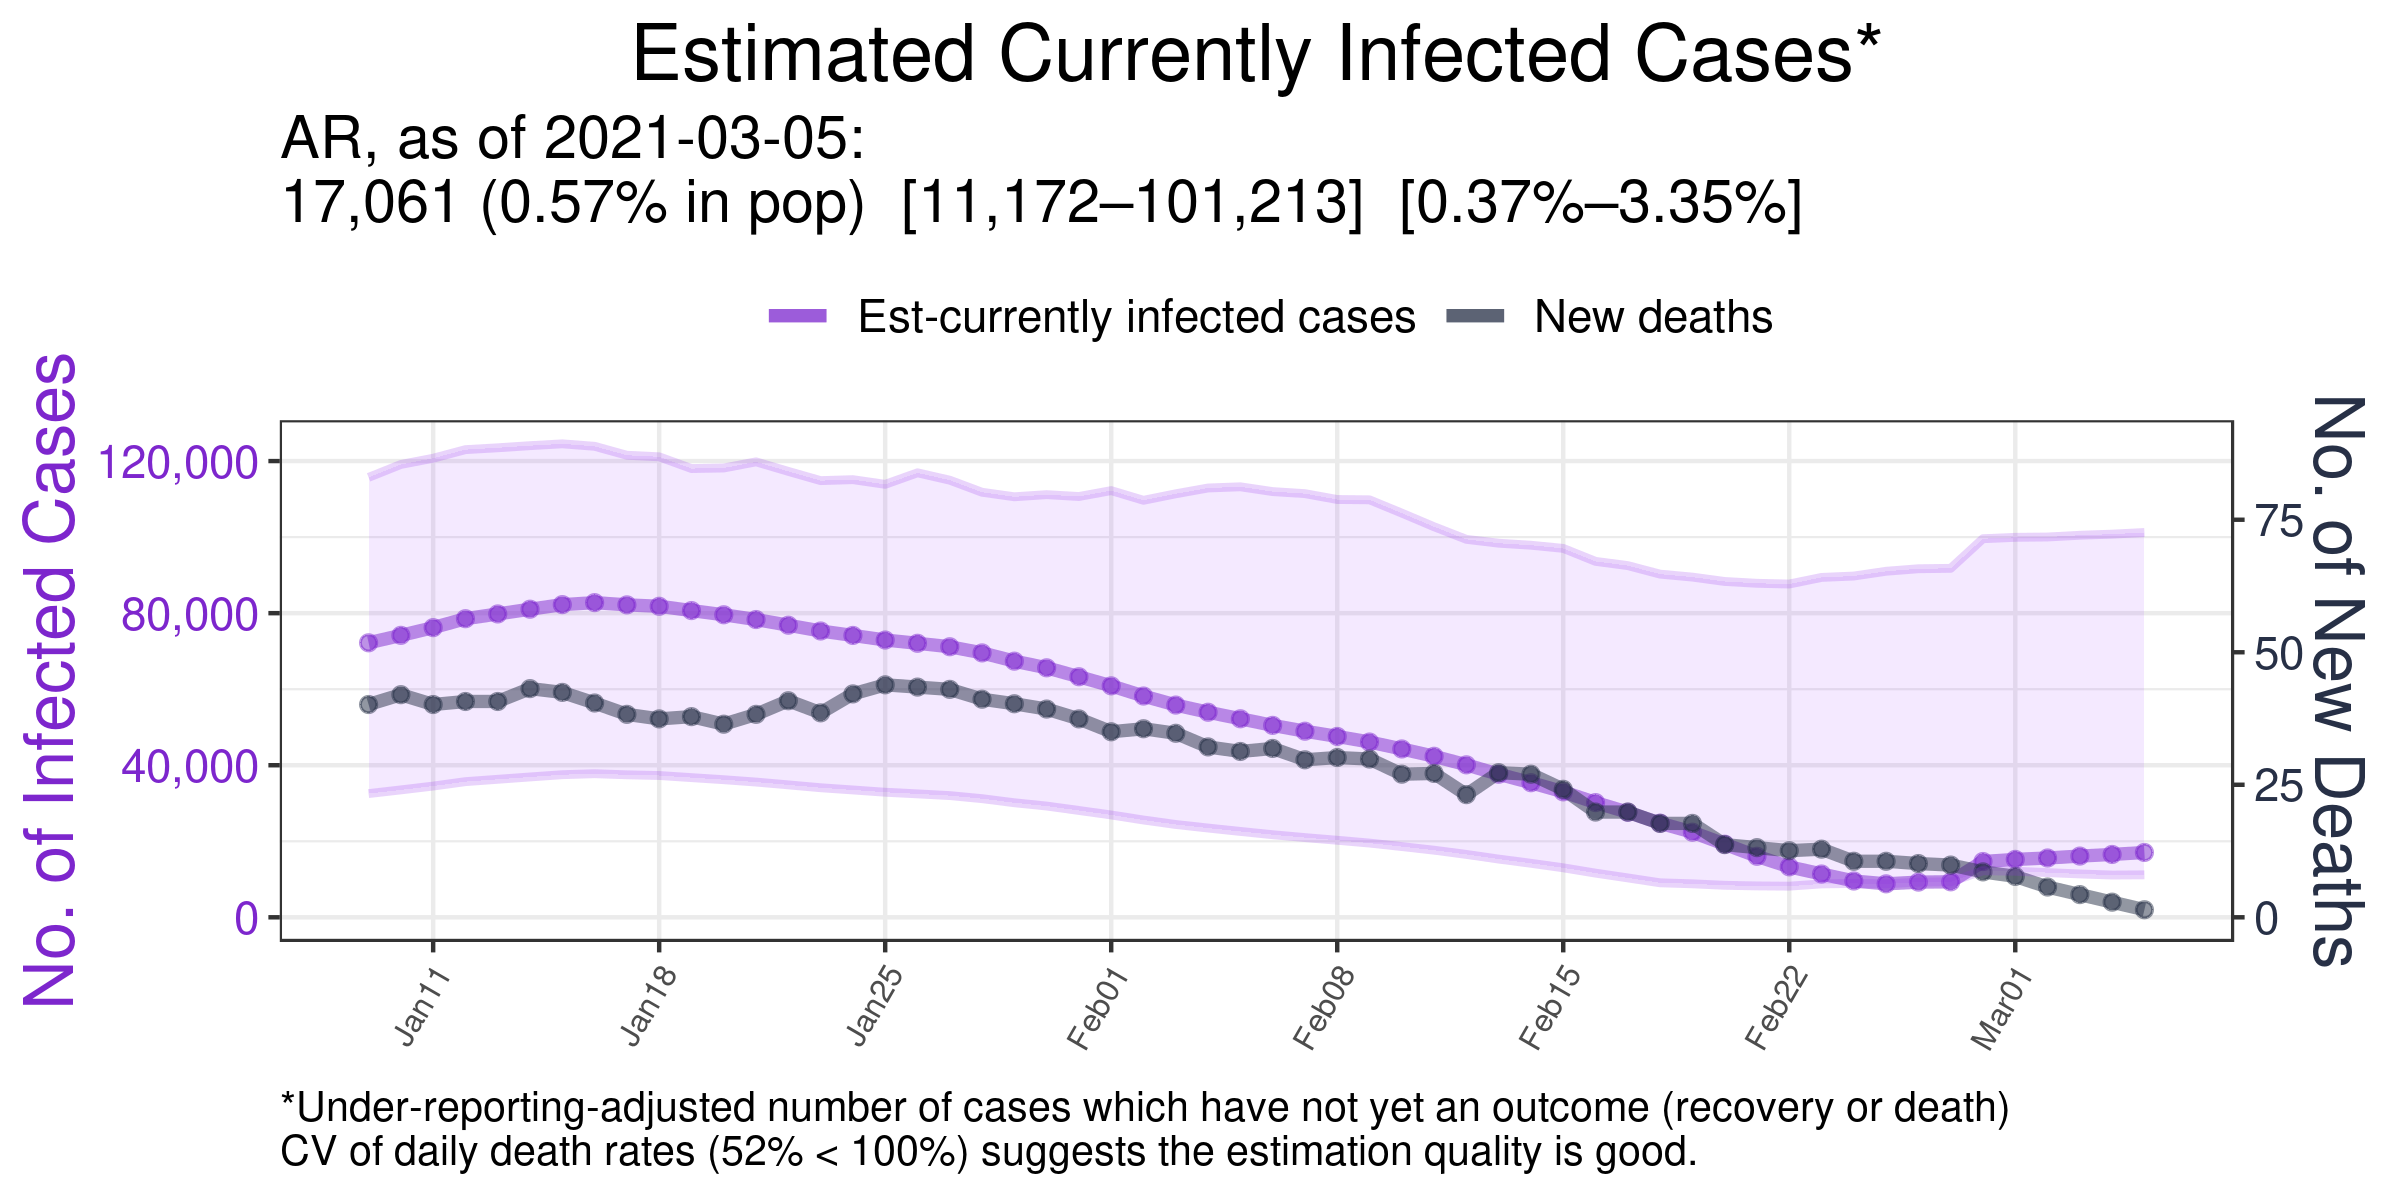 Estimated Currently Infected Cases*
AR, as of 2021-03-05:
17,061 (0.57% in pop)  [11,172–101,213]  [0.37%–3.35%]
Est-currently infected cases
New deaths
No. of Infected Cases
120,000
80,000
40,000
0
No. of New Deaths
75
50
25
0
Jan11
Jan18
Jan25
Feb01
Feb08
Feb15
Feb22
Mar01
*Under-reporting-adjusted number of cases which have not yet an outcome (recovery or death)
CV of daily death rates (52% < 100%) suggests the estimation quality is good.